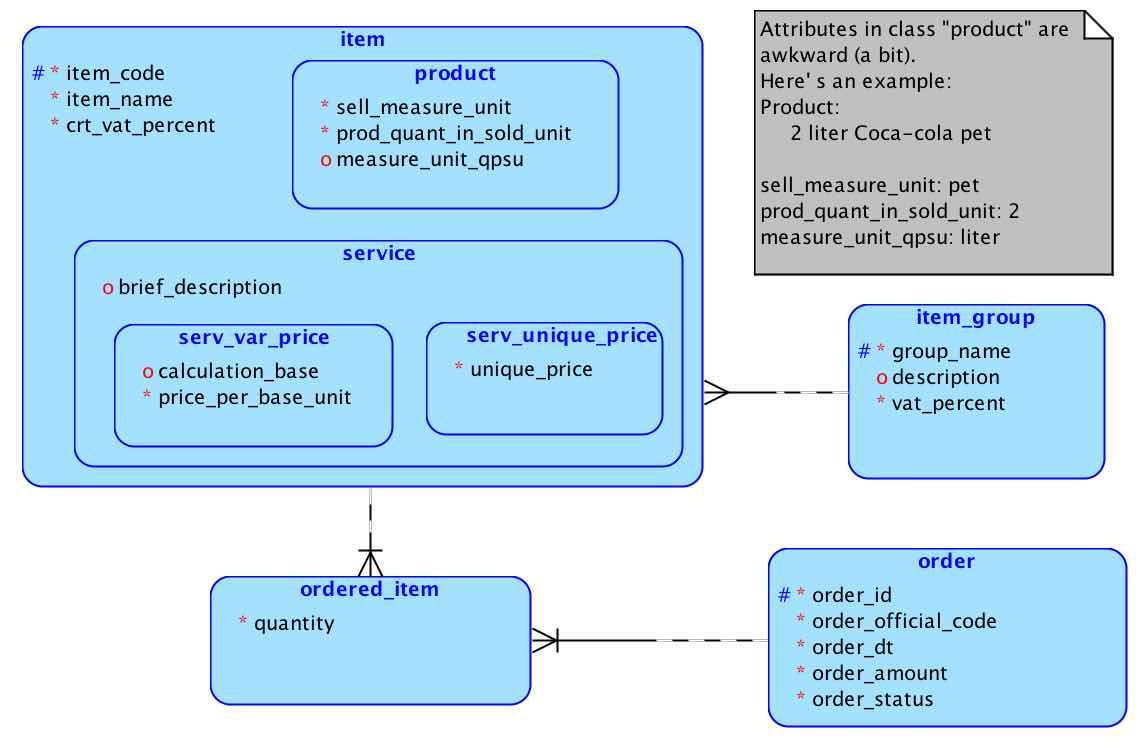 item
# * item_code
* item_name
* crt_vat_percent
product
* sell_measure_unit
* prod_quant_in_sold_unit
o measure_unit_qpsu
service
o brief_description
serv_var_price
o calculation_base
* price_per_base_unit
serv_unique_price
* unique_price
Attributes in class "product" are
awkward (a bit).
Here' s an example:
Product:
2 liter Coca-cola pet
sell_measure_unit: pet
prod_quant_in_sold_unit: 2
measure_unit_qpsu: liter
item_group
# * group_name
o description
* vat_percent
ordered_item
* quantity
order
# * order_id
* order_official_code
* order_dt
* order_amount
* order_status